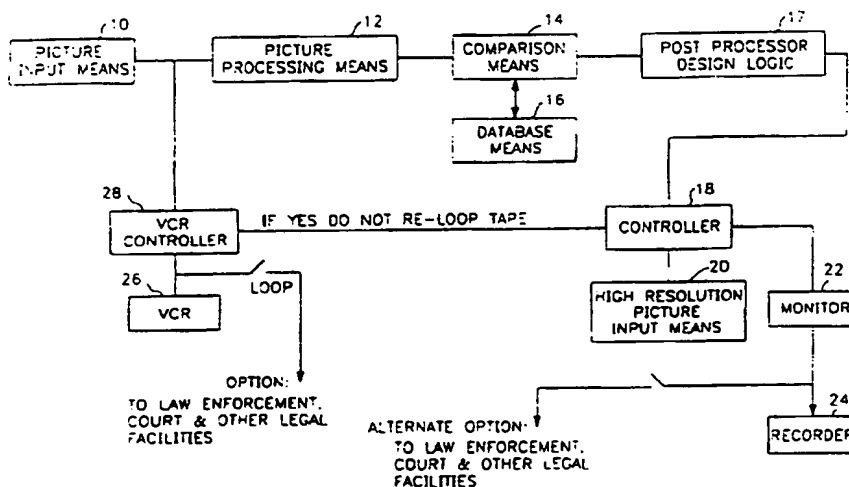 10
PICTURE
INPUT MEANS
12
PICTURE
PROCESSING MEANS
14
COMPARISON
MEANS
17
POST PROCESSOR
DESIGN LOGIC
16
DATABASE
MEANS
28
VCR
CONTROLLER
IF YES DO NOT RE-LOOP TAPE
18
CONTROLLER
26
VCR
LOOP
20
HIGH RESOLUTION
PICTURE
INPUT MEANS
22
MONITOR
OPTION:
TO LAW ENFORCEMENT,
COURT & OTHER LEGAL
FACILITIES
ALTERNATE OPTION:
TO LAW ENFORCEMENT,
COURT & OTHER LEGAL
FACILITIES
24
RECORDER